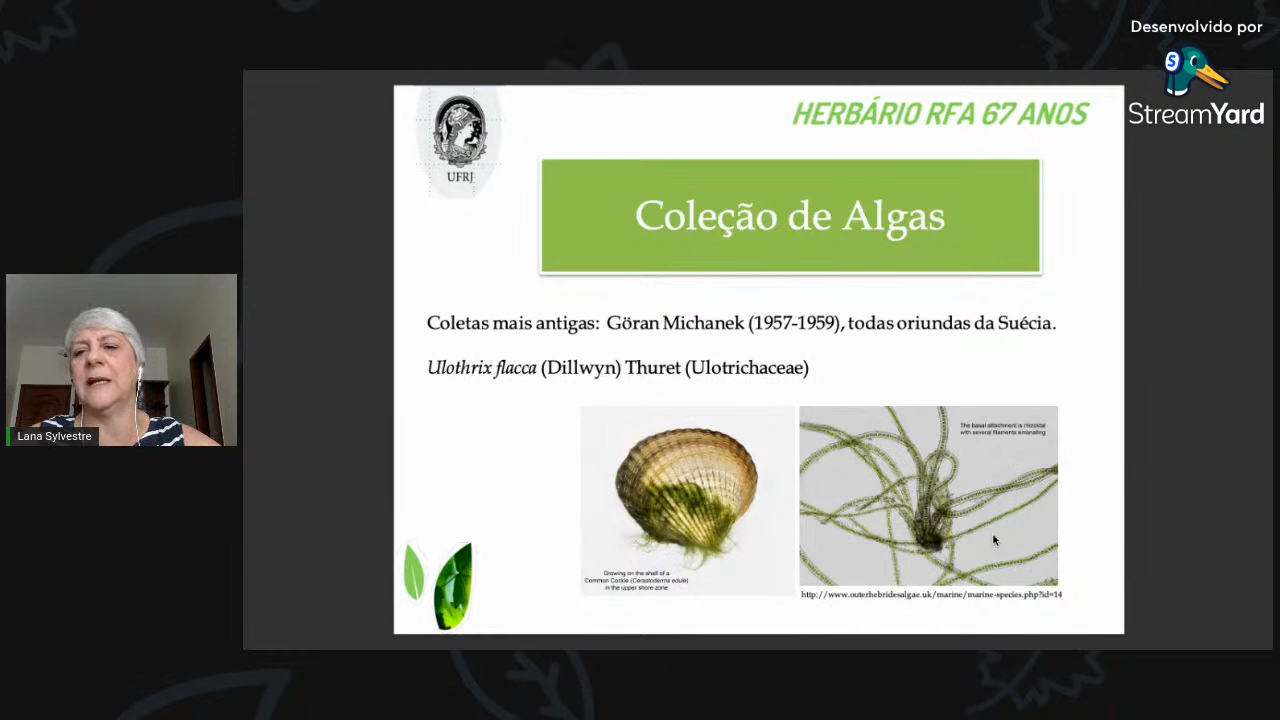 Desenvolvido por
StreamYard
HERBÁRIO RFA 67 ANOS
UFRJ
Coleção de Algas
Coletas mais antigas: Göran Michanek (1957-1959), todas oriundas da Suécia.
Ulothrix flacca (Dillwyn) Thuret (Ulotrichaceae)
The basal attachment is rhizoidal
with several filaments emanating
Growing on the shell of a
Common Cockle (Cerastoderma edule)
in the upper shore zone
http://www.outerhebridesalgae.uk/marine/marine-species.php?id=14
Lana Sylvestre